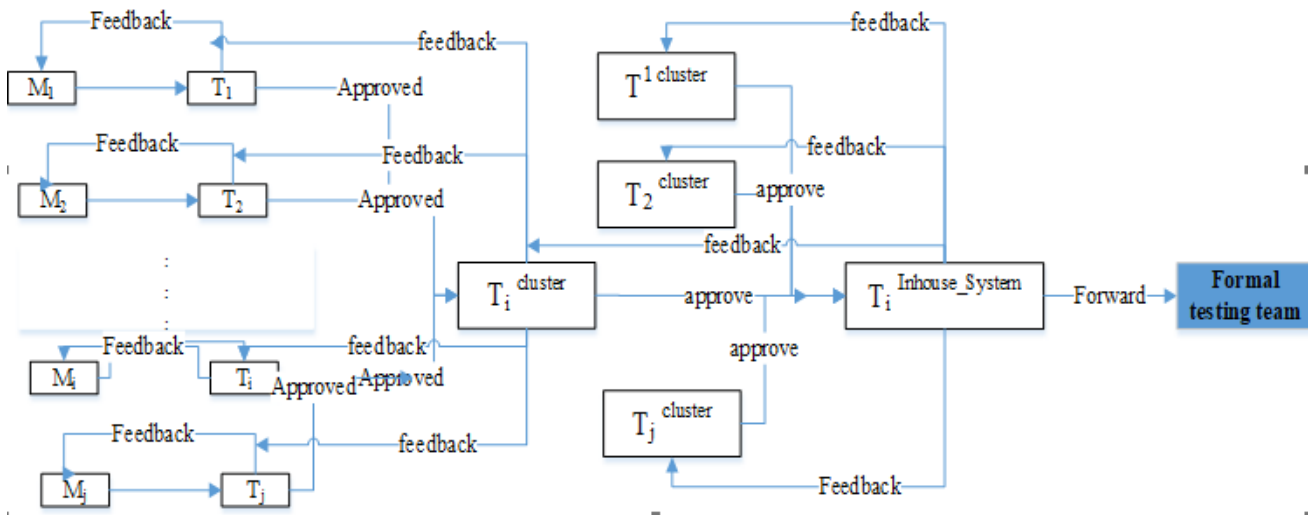 Feedback
feedback
feedback
M1
T1
Approved
T1 cluster
Feedback
Feedback
feedback
M2
T2
Approved
T2 cluster
approve
feedback
:
:
:
Ti cluster
approve
Ti Inhouse_System
Forward
Formal
testing team
Feedback
feedback
approve
Mi
Ti
Approved
Approved
Tj cluster
Feedback
feedback
Mj
Tj
Feedback